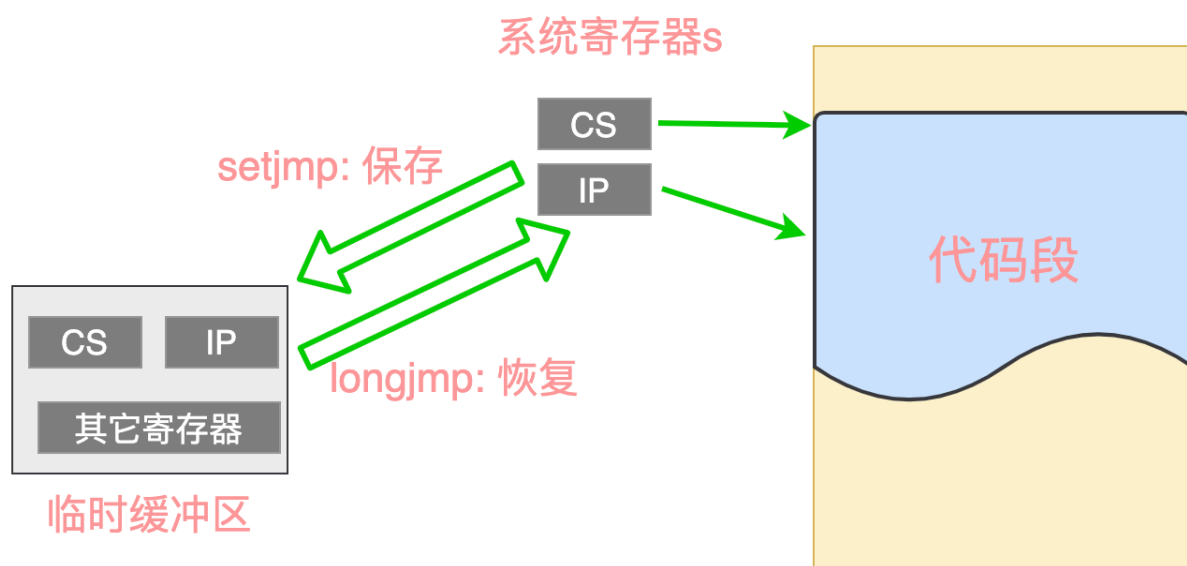 系统寄存器s
CS
IP
setjmp: 保存
代码段
CS
IP
longjmp: 恢复
其它寄存器
临时缓冲区